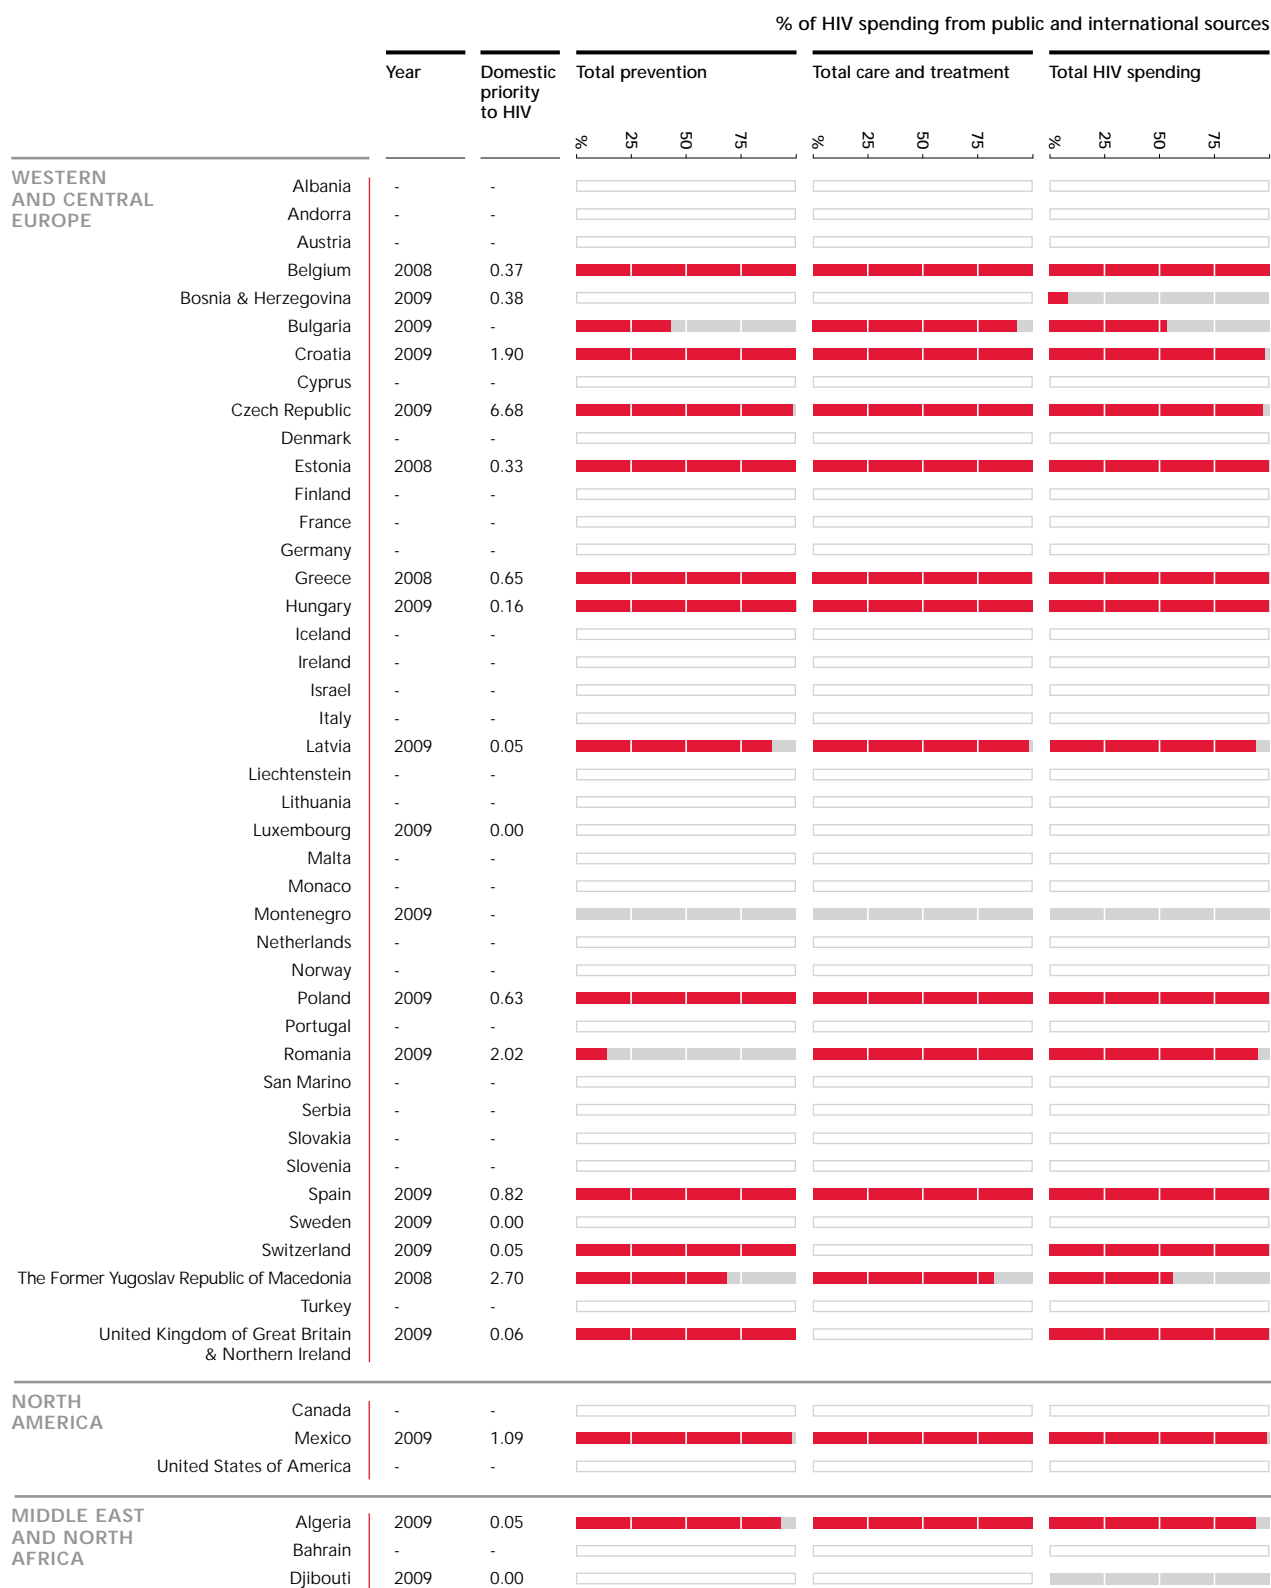 % of HIV spending from public and international sources
Year Domestic priority to HIV Total prevention Total care and treatment Total HIV spending
% 25 50 75 % 25 50 75 % 25 50 75
WESTERN AND CENTRAL EUROPE
Albania - -
Andorra - -
Austria - -
Belgium 2008 0.37
Bosnia & Herzegovina 2009 0.38
Bulgaria 2009 -
Croatia 2009 1.90
Cyprus - -
Czech Republic 2009 6.68
Denmark - -
Estonia 2008 0.33
Finland - -
France - -
Germany - -
Greece 2008 0.65
Hungary 2009 0.16
Iceland - -
Ireland - -
Israel - -
Italy - -
Latvia 2009 0.05
Liechtenstein - -
Lithuania - -
Luxembourg 2009 0.00
Malta - -
Monaco - -
Montenegro 2009 -
Netherlands - -
Norway - -
Poland 2009 0.63
Portugal - -
Romania 2009 2.02
San Marino - -
Serbia - -
Slovakia - -
Slovenia - -
Spain 2009 0.82
Sweden 2009 0.00
Switzerland 2009 0.05
The Former Yugoslav Republic of Macedonia 2008 2.70
Turkey - -
United Kingdom of Great Britain 2009 0.06
& Northern Ireland
NORTH AMERICA
Canada - -
Mexico 2009 1.09
United States of America - -
MIDDLE EAST AND NORTH AFRICA
Algeria 2009 0.05
Bahrain - -
Djibouti 2009 0.00